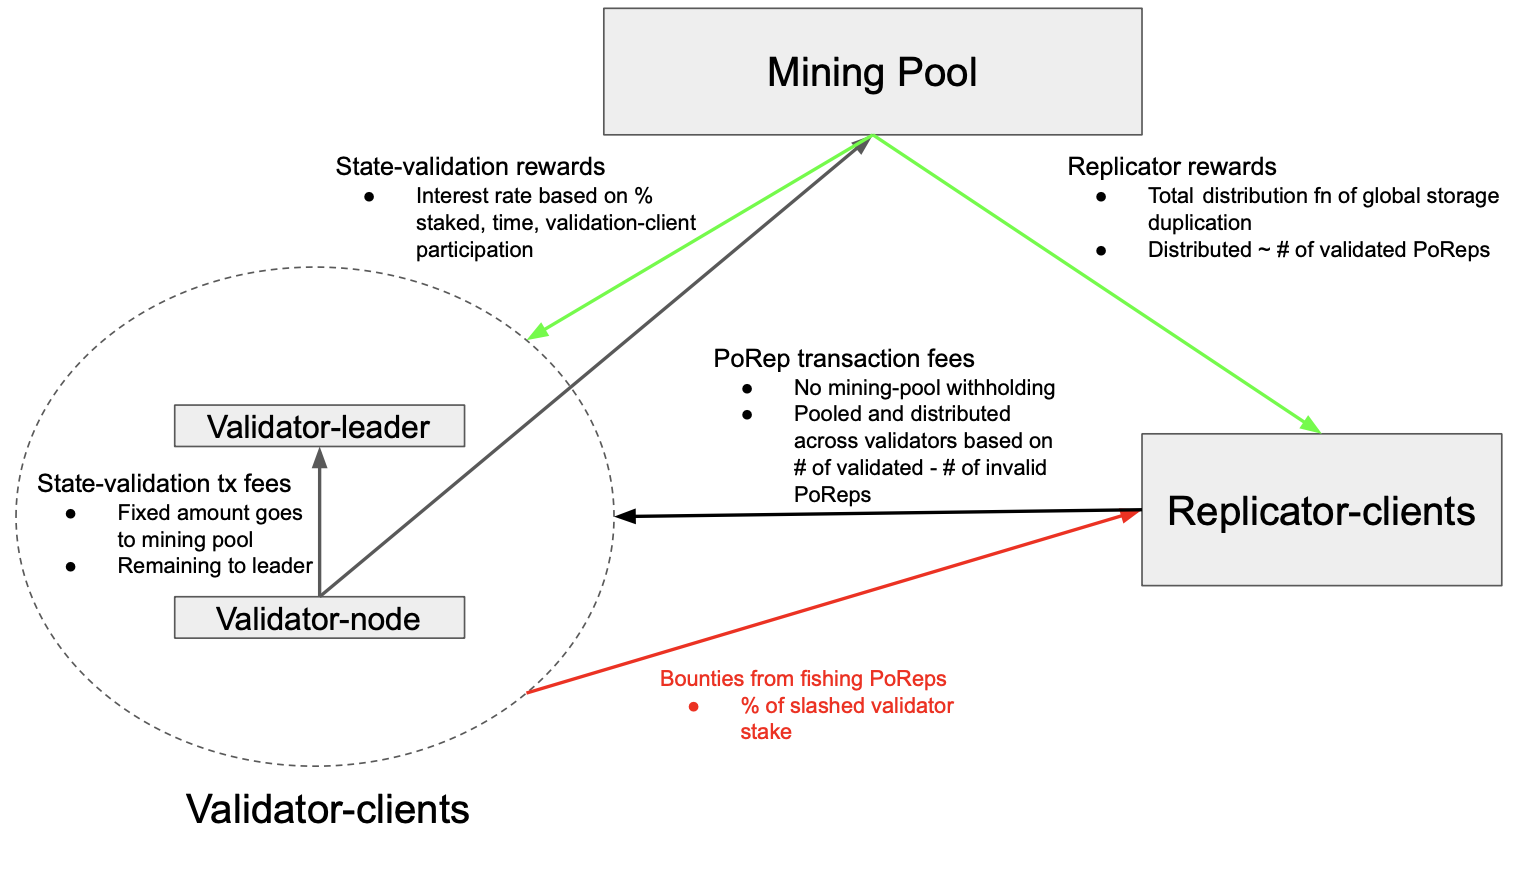 Mining Pool
State-validation rewards
● Interest rate based on %
staked, time, validation-client
participation
Replicator rewards
● Total distribution fn of global storage
duplication
● Distributed ~ # of validated PoReps
PoRep transaction fees
● No mining-pool withholding
● Pooled and distributed
across validators based on
# of validated - # of invalid
PoReps
Validator-leader
State-validation tx fees
● Fixed amount goes
to mining pool
● Remaining to leader
Validator-node
Replicator-clients
Bounties from fishing PoReps
● % of slashed validator
stake
Validator-clients